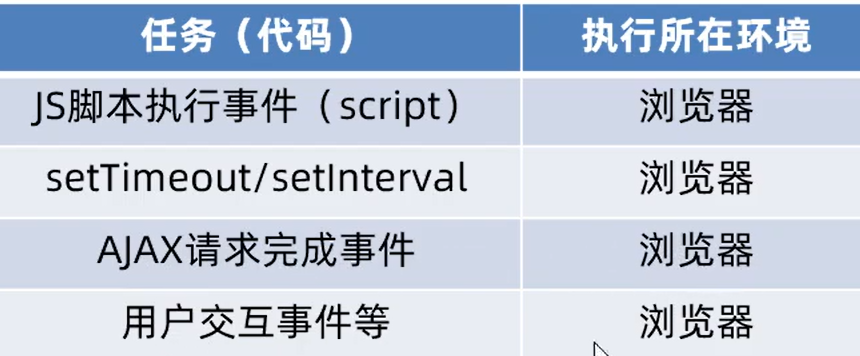 任务（代码） 执行所在环境
JS脚本执行事件（script） 浏览器
setTimeout/setInterval 浏览器
AJAX请求完成事件 浏览器
用户交互事件等 浏览器